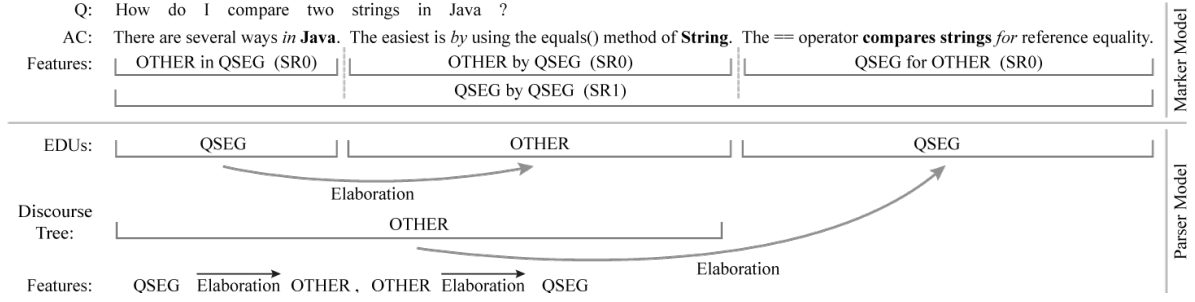 Q: How do I compare two strings in Java ?
AC: There are several ways in Java. The easiest is by using the equals() method of String. The == operator compares strings for reference equality.
Features: OTHER in QSEG (SR0) OTHER by QSEG (SR0) QSEG for OTHER (SR0)
QSEG by QSEG (SR1)
Marker Model
EDUs: QSEG OTHER QSEG
Elaboration
Discourse
Tree: OTHER
Elaboration
Features: QSEG Elaboration OTHER , OTHER Elaboration QSEG
Parser Model